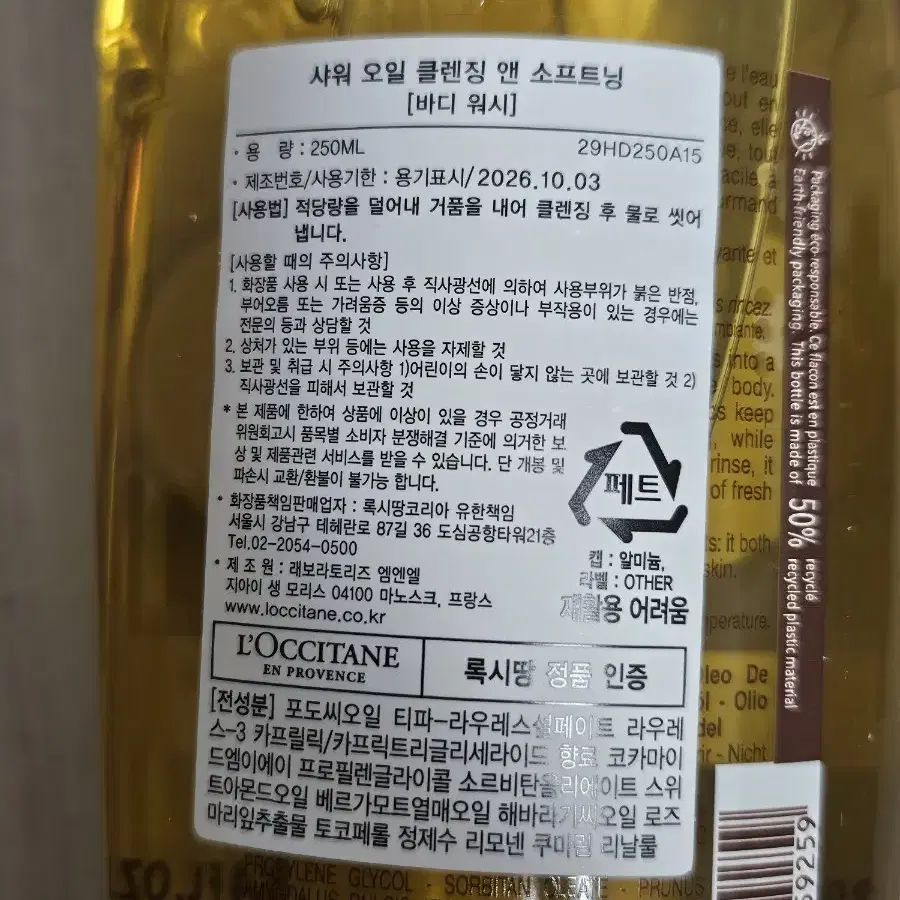 샤워 오일 클렌징 앤 소프트닝
[바디 워시]
· 용 량 : 250ML 29HD250A15
· 제조번호/사용기한 : 용기표시/2026.10.03
[사용법] 적당량을 덜어내 거품을 내어 클렌징 후 물로 씻어
냅니다.
[사용할 때의 주의사항]
1. 화장품 사용 시 또는 사용 후 직사광선에 의하여 사용부위가 붉은 반점,
부어오름 또는 가려움증 등의 이상 증상이나 부작용이 있는 경우에는
전문의 등과 상담할 것
2. 상처가 있는 부위 등에는 사용을 자제할 것
3. 보관 및 취급 시 주의사항 1)어린이의 손이 닿지 않는 곳에 보관할 것 2)
직사광선을 피해서 보관할 것
* 본 제품에 한하여 상품에 이상이 있을 경우 공정거래
위원회고시 품목별 소비자 분쟁해결 기준에 의거한 보
상 및 제품관련 서비스를 받을 수 있습니다. 단 개봉 및
파손시 교환/환불이 불가능 합니다.
· 화장품책임판매업자 : 록시땅코리아 유한책임
서울시 강남구 테헤란로 87길 36 도심공항타워21층
Tel.02-2054-0500
· 제 조 원 : 래보라토리즈 엠엔엘
지아이 생 모리스 04100 마노스크, 프랑스
www.loccitane.co.kr
페트
캡 : 알미늄,
라벨 : OTHER
재활용 어려움
L'OCCITANE
EN PROVENCE
록시땅 정품 인증
[전성분] 포도씨오일 티파-라우레스설페이트 라우레
스-3 카프릴릭/카프릭트리글리세라이드 향료 코카마이
드엠이에이 프로필렌글라이콜 소르비탄올리에이트 스위
트아몬드오일 베르가모트열매오일 해바라기씨오일 로즈
마리잎추출물 토코페롤 정제수 리모넨 쿠마린 리날룰
Packaging éco-responsable. Ce flacon est en plastique recyclé
Earth-friendly packaging. This bottle is made of 50% recycled plastic material
e l'eau
elle
vante et
into a
body.
keep
while
rinse, it
of fresh
it both
skin.
Oleo De
Olio
Nicht
PROPYLENE GLYCOL - SORBITAN OLEATE - PRUNUS
59259